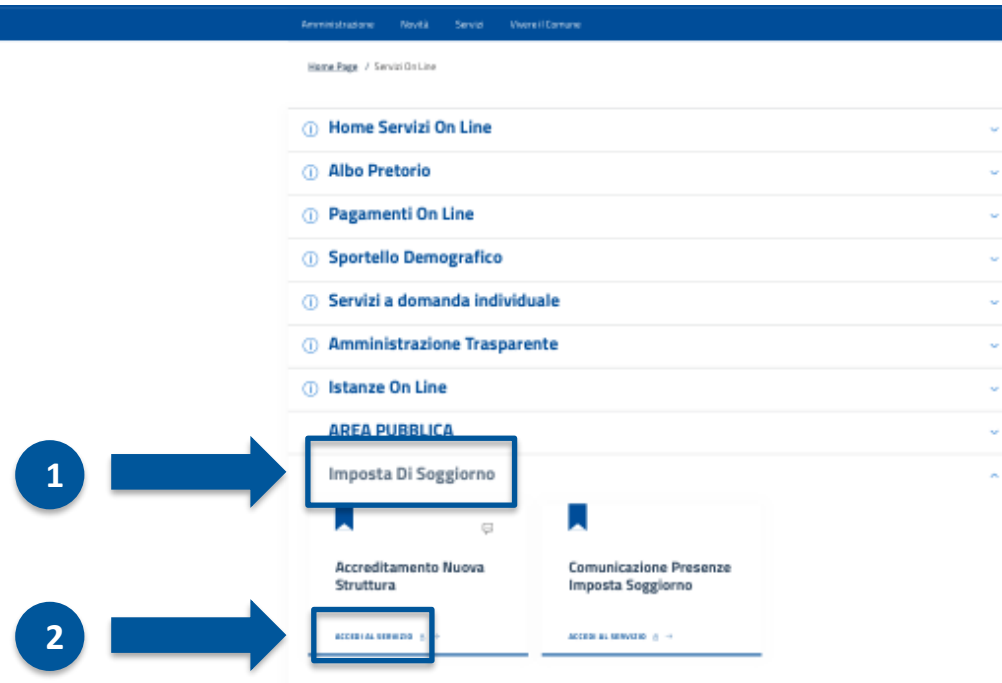 Amministrazione Novità Servizi Vivere il Comune
Home Page / Servizi On Line
Home Servizi On Line
Albo Pretorio
Pagamenti On Line
Sportello Demografico
Servizi a domanda individuale
Amministrazione Trasparente
Istanze On Line
AREA PUBBLICA
1
Imposta Di Soggiorno
Accreditamento Nuova
Struttura
Comunicazione Presenze
Imposta Soggiorno
2
ACCEDI AL SERVIZIO
ACCEDI AL SERVIZIO